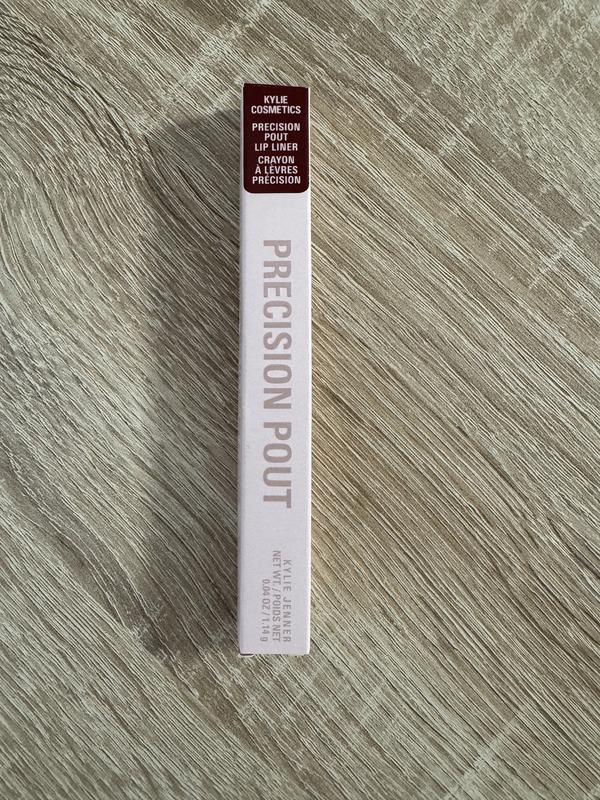 KYLIE
COSMETICS
PRECISION
POUT
LIP LINER
CRAYON
À LÈVRES
PRÉCISION
PRECISION POUT
KYLIE JENNER
NET WT. / POIDS NET
0.04 OZ / 1.14 g